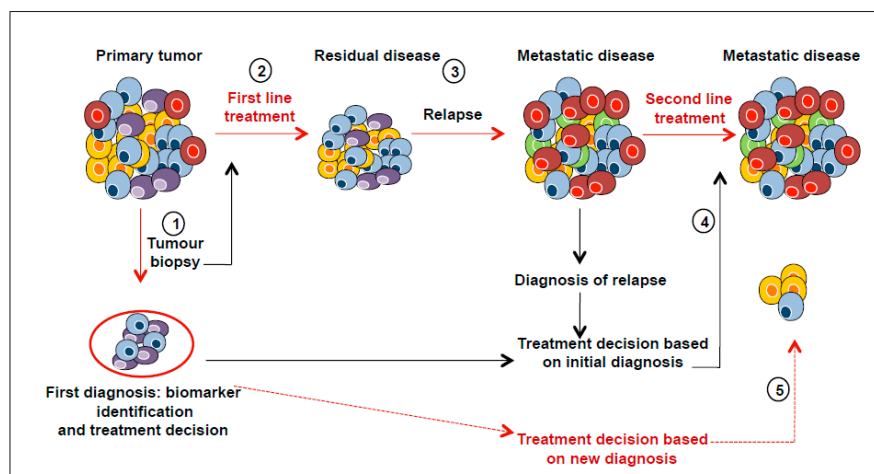 Primary tumor
Residual disease
Metastatic disease
Metastatic disease
2
3
First line
treatment
Relapse
Second line
treatment
1
Tumour
biopsy
4
Diagnosis of relapse
Treatment decision based
on initial diagnosis
5
First diagnosis: biomarker
identification
and treatment decision
Treatment decision based
on new diagnosis